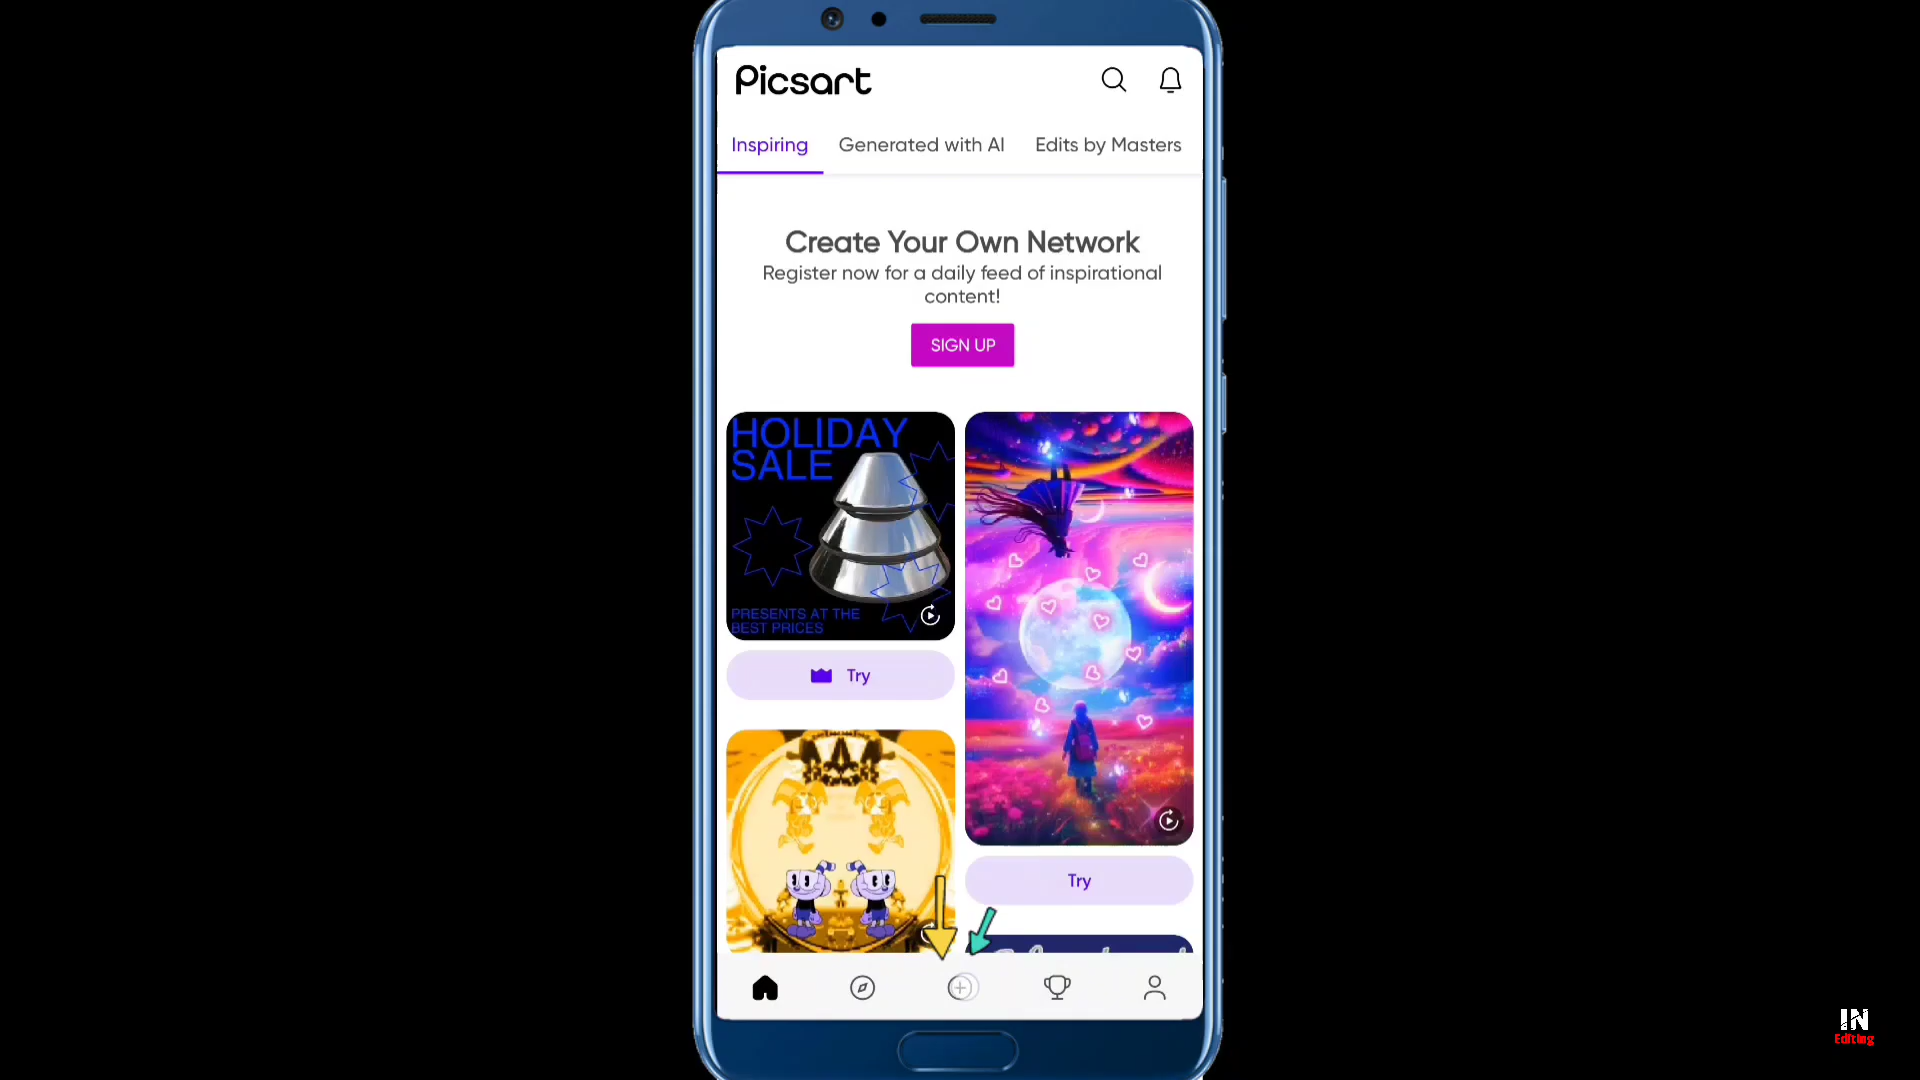 Picsart
Inspiring
Generated with AI
Edits by Masters
Create Your Own Network
Register now for a daily feed of inspirational
content!
SIGN UP
HOLIDAY
SALE
PRESENTS AT THE
BEST PRICES
Try
Try
IN
Editing